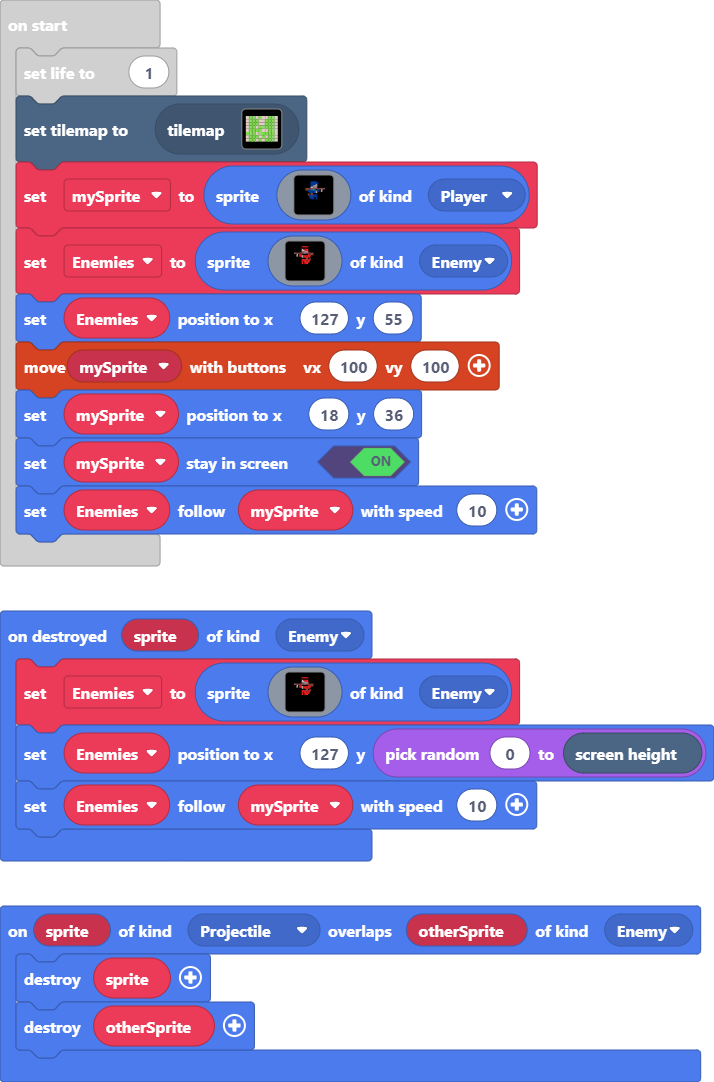 on start
set life to 1
set tilemap to tilemap
set mySprite to sprite of kind Player
set Enemies to sprite of kind Enemy
set Enemies position to x 127 y 55
move mySprite with buttons vx 100 vy 100
set mySprite position to x 18 y 36
set mySprite stay in screen ON
set Enemies follow mySprite with speed 10
on destroyed sprite of kind Enemy
set Enemies to sprite of kind Enemy
set Enemies position to x 127 y pick random 0 to screen height
set Enemies follow mySprite with speed 10
on sprite of kind Projectile overlaps otherSprite of kind Enemy
destroy sprite
destroy otherSprite